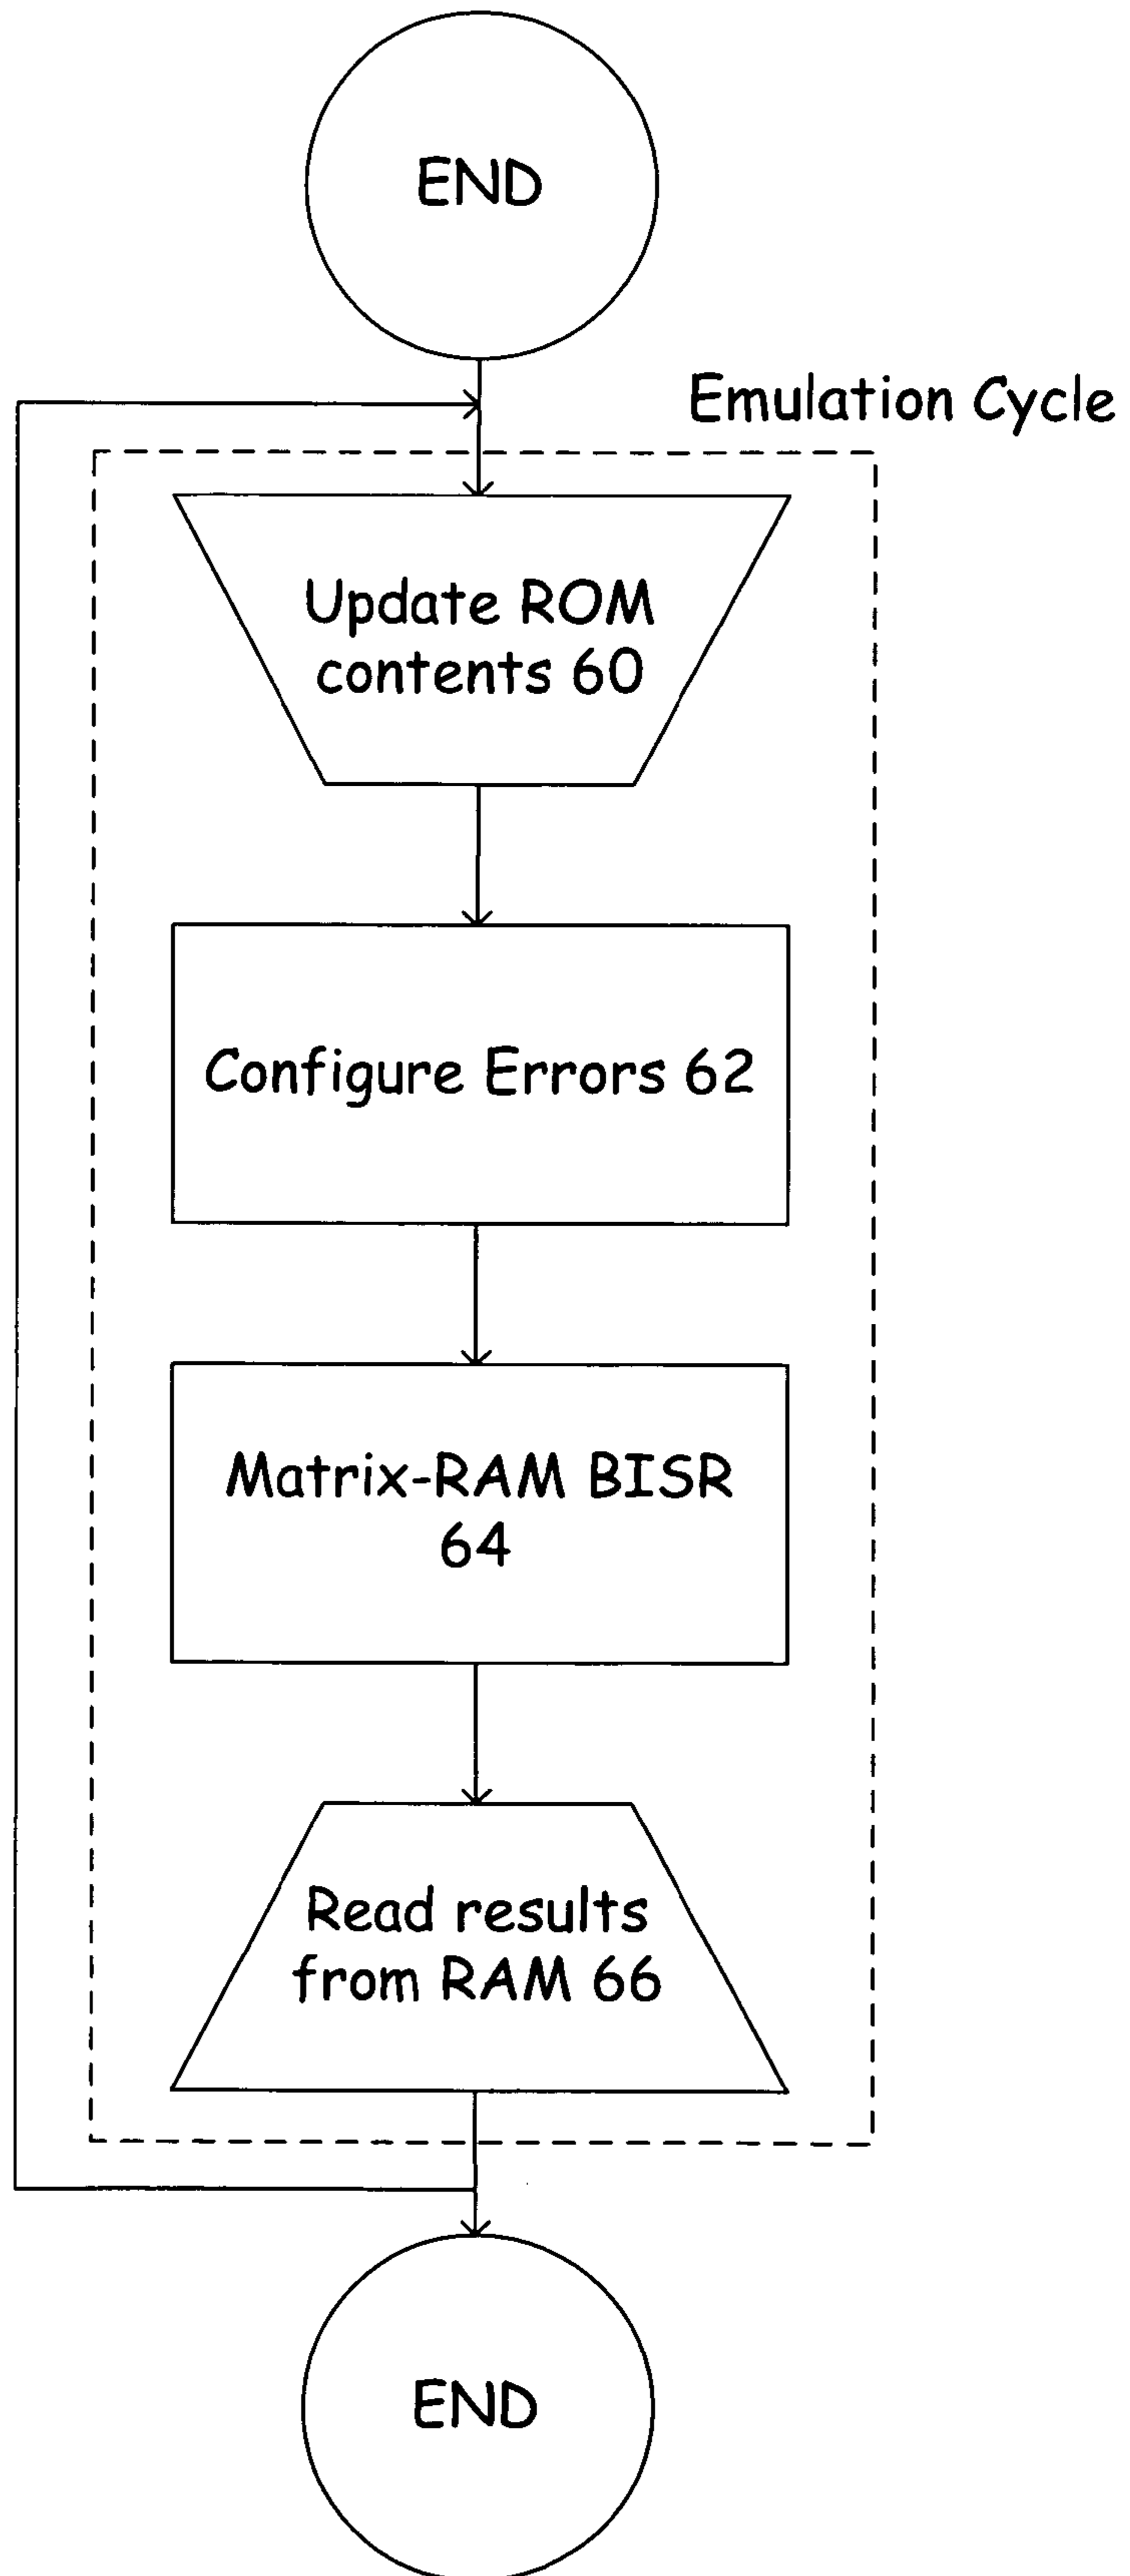 END
Emulation Cycle
Update ROM
contents 60
Configure Errors 62
Matrix-RAM BISR
64
Read results
from RAM 66
END